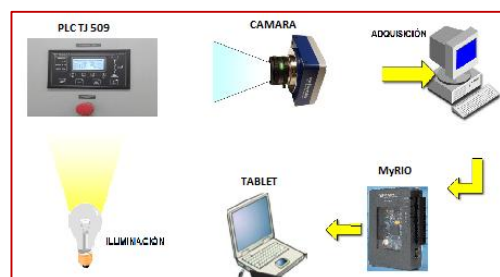 PLC TJ 509
CAMARA
ADQUISICIÓN
ILUMINACIÓN
TABLET
MyRIO